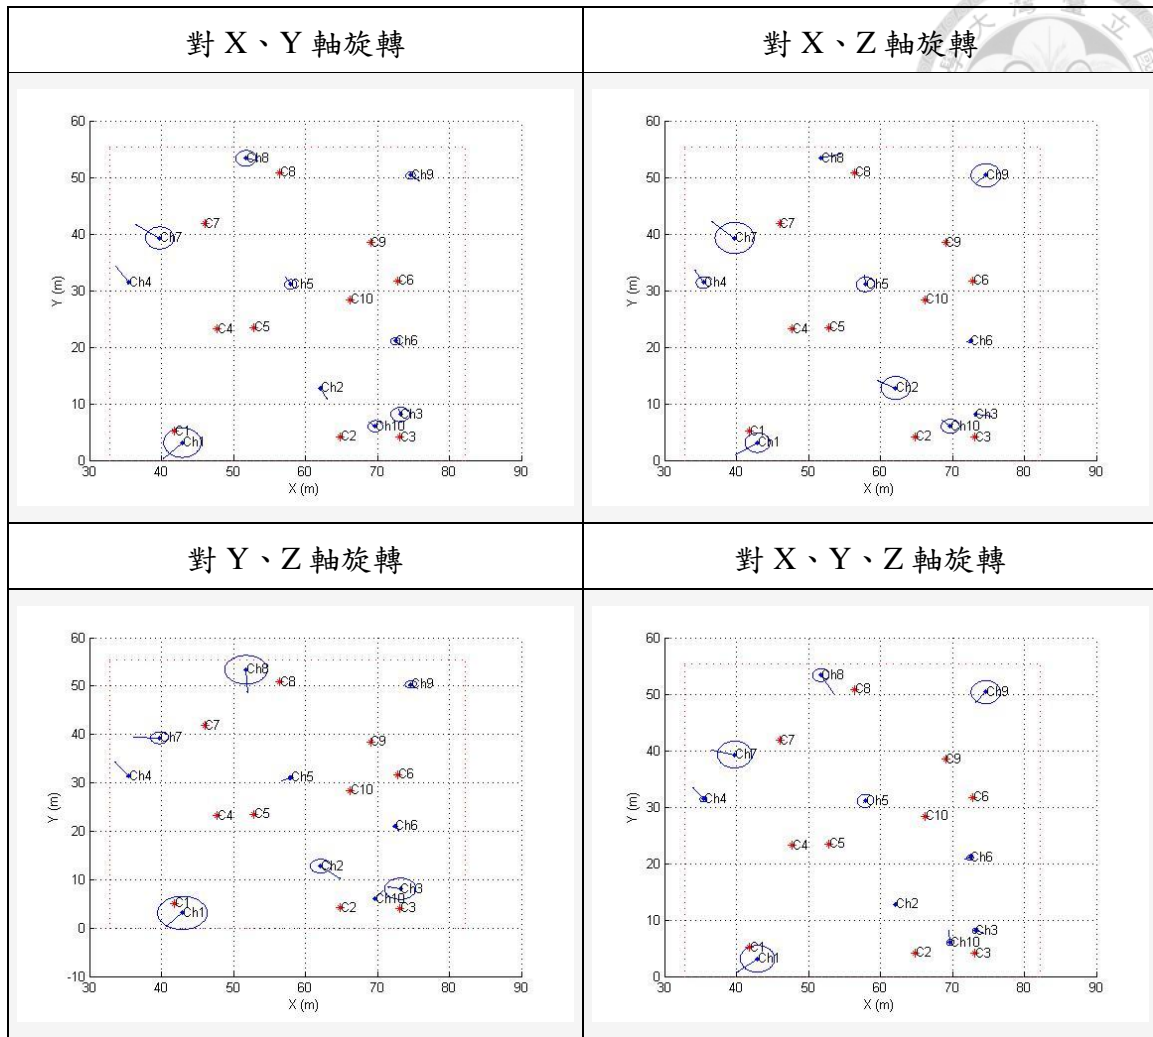 對 X、Y 軸旋轉
對 X、Z 軸旋轉
60
50
40
30
20
10
0
30 40 50 60 70 80 90
X (m)
Y (m)
Ch8
C8
Ch9
C7
Ch7
C9
Ch4
Ch5
C6
C10
C4
C5
Ch6
Ch2
Ch3
C1
Ch10
Ch1
C2
C3
60
50
40
30
20
10
0
30 40 50 60 70 80 90
X (m)
Y (m)
Ch8
C8
Ch9
C7
Ch7
C9
Ch4
Ch5
C6
C10
C4
C5
Ch6
Ch2
Ch3
C1
Ch10
Ch1
C2
C3
對 Y、Z 軸旋轉
對 X、Y、Z 軸旋轉
60
50
40
30
20
10
0
-10
30 40 50 60 70 80 90
X (m)
Y (m)
Ch8
C8
Ch9
C7
Ch7
C9
Ch4
Ch5
C6
C10
C4
C5
Ch6
Ch2
Ch3
C1
Ch10
Ch1
C2
C3
60
50
40
30
20
10
0
30 40 50 60 70 80 90
X (m)
Y (m)
Ch8
C8
Ch9
C7
Ch7
C9
Ch4
Ch5
C6
C10
C4
C5
Ch6
Ch2
Ch3
C1
Ch10
Ch1
C2
C3